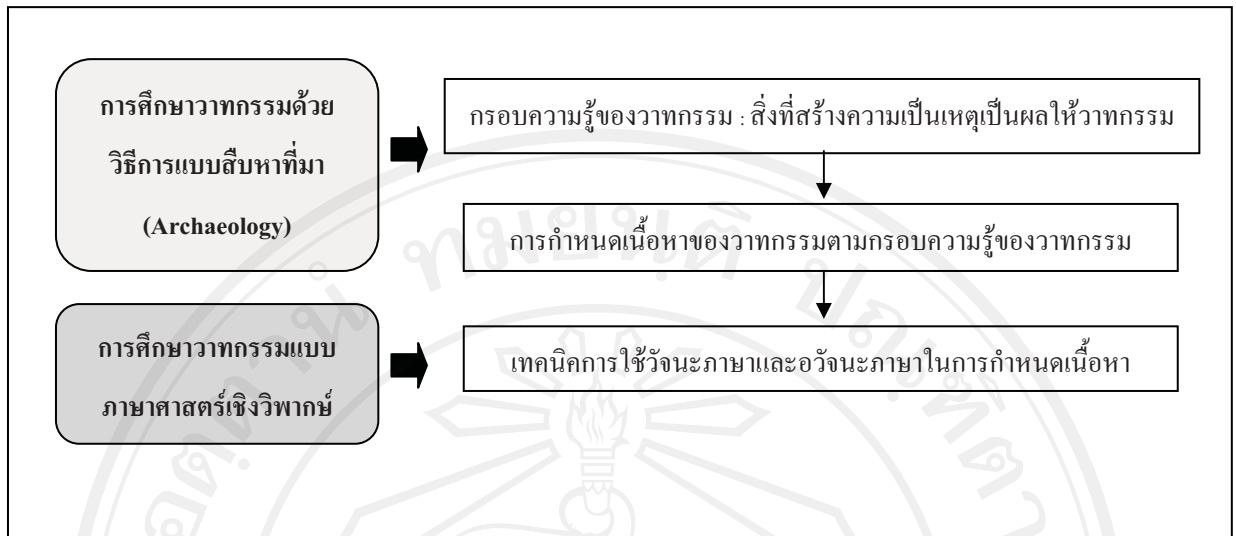 การศึกษาวาทกรรมด้วย
วิธีการแบบสืบหาที่มา
(Archaeology)
กรอบความรู้ของวาทกรรม : สิ่งที่สร้างความเป็นเหตุเป็นผลให้วาทกรรม
การกำหนดเนื้อหาของวาทกรรมตามกรอบความรู้ของวาทกรรม
การศึกษาวาทกรรมแบบ
ภาษาศาสตร์เชิงวิพากษ์
เทคนิคการใช้วัจนะภาษาและอวัจนะภาษาในการกำหนดเนื้อหา